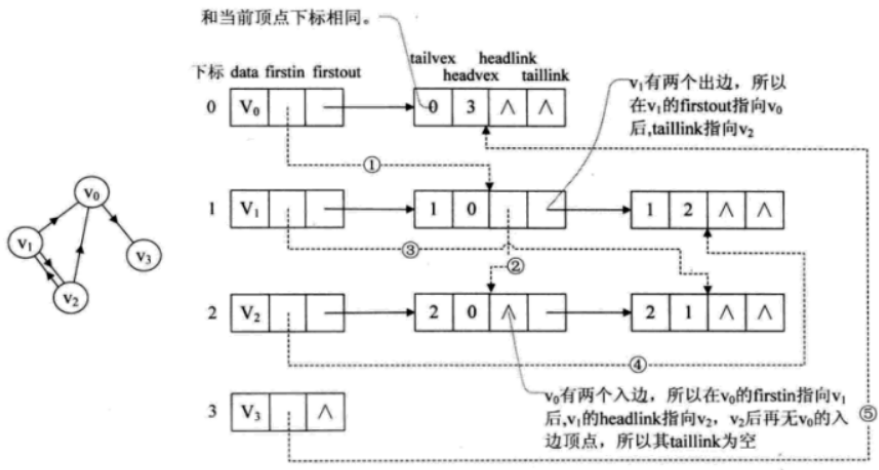 和当前顶点下标相同。
tailvex headlink
headvex taillink
下标 data firstin firstout
v₁有两个出边，所以
在v₁的firstout指向v₀
后,taillink指向v₂
0 V₀ 0 3 ∧ ∧
①
v₀
1 V₁ 1 0 1 2 ∧ ∧
v₁
v₃
③
②
v₂
2 V₂ 2 0 ∧ 2 1 ∧ ∧
④
v₀有两个入边，所以在v₀的firstin指向v₁
后,v₁的headlink指向v₂，v₂后再无v₀的入
边顶点，所以其taillink为空
⑤
3 V₃ ∧